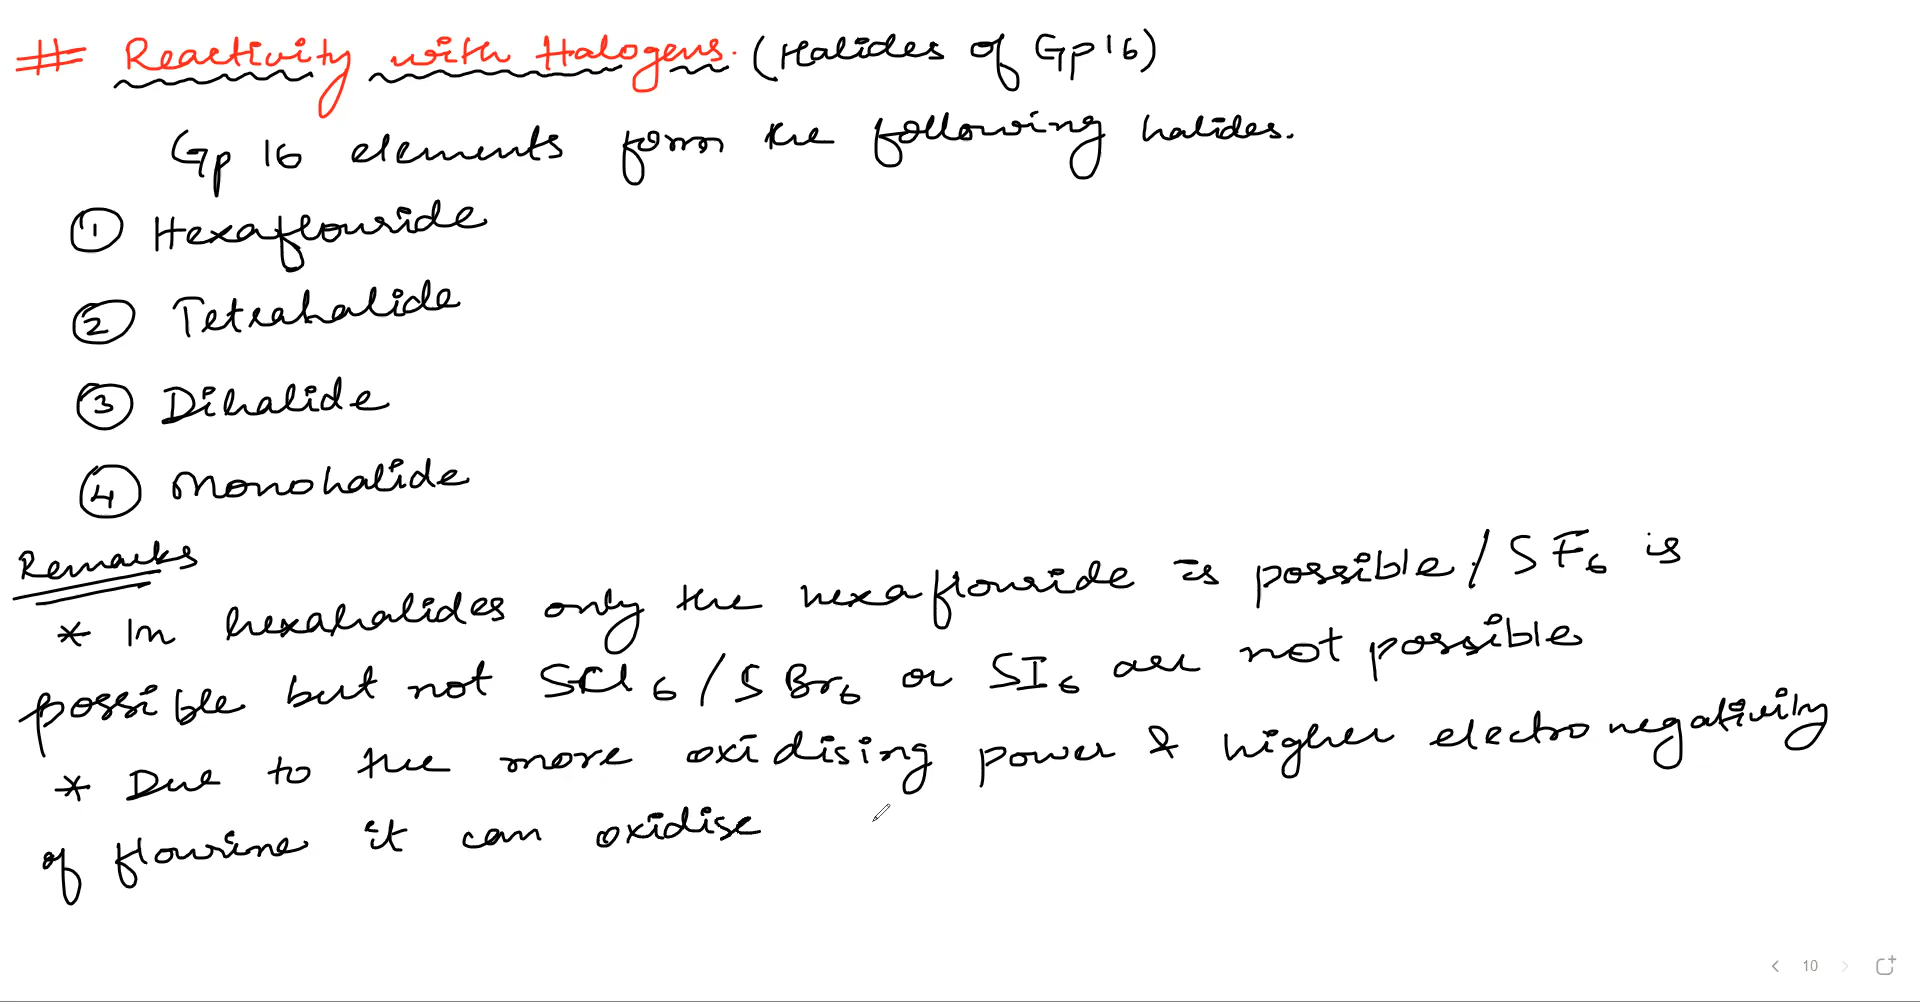 # Reactivity with Halogens. (Halides of Gp 16)
Gp 16 elements form the following halides.
① Hexaflouride
② Tetrahalide
③ Dihalide
④ Monohalide
Remarks
* In hexahalides only the hexaflouride is possible / SF6 is
possible but not SCl6 / SBr6 or SI6 are not possible
* Due to the more oxidising power & higher electronegativity
of flourine it can oxidise
10